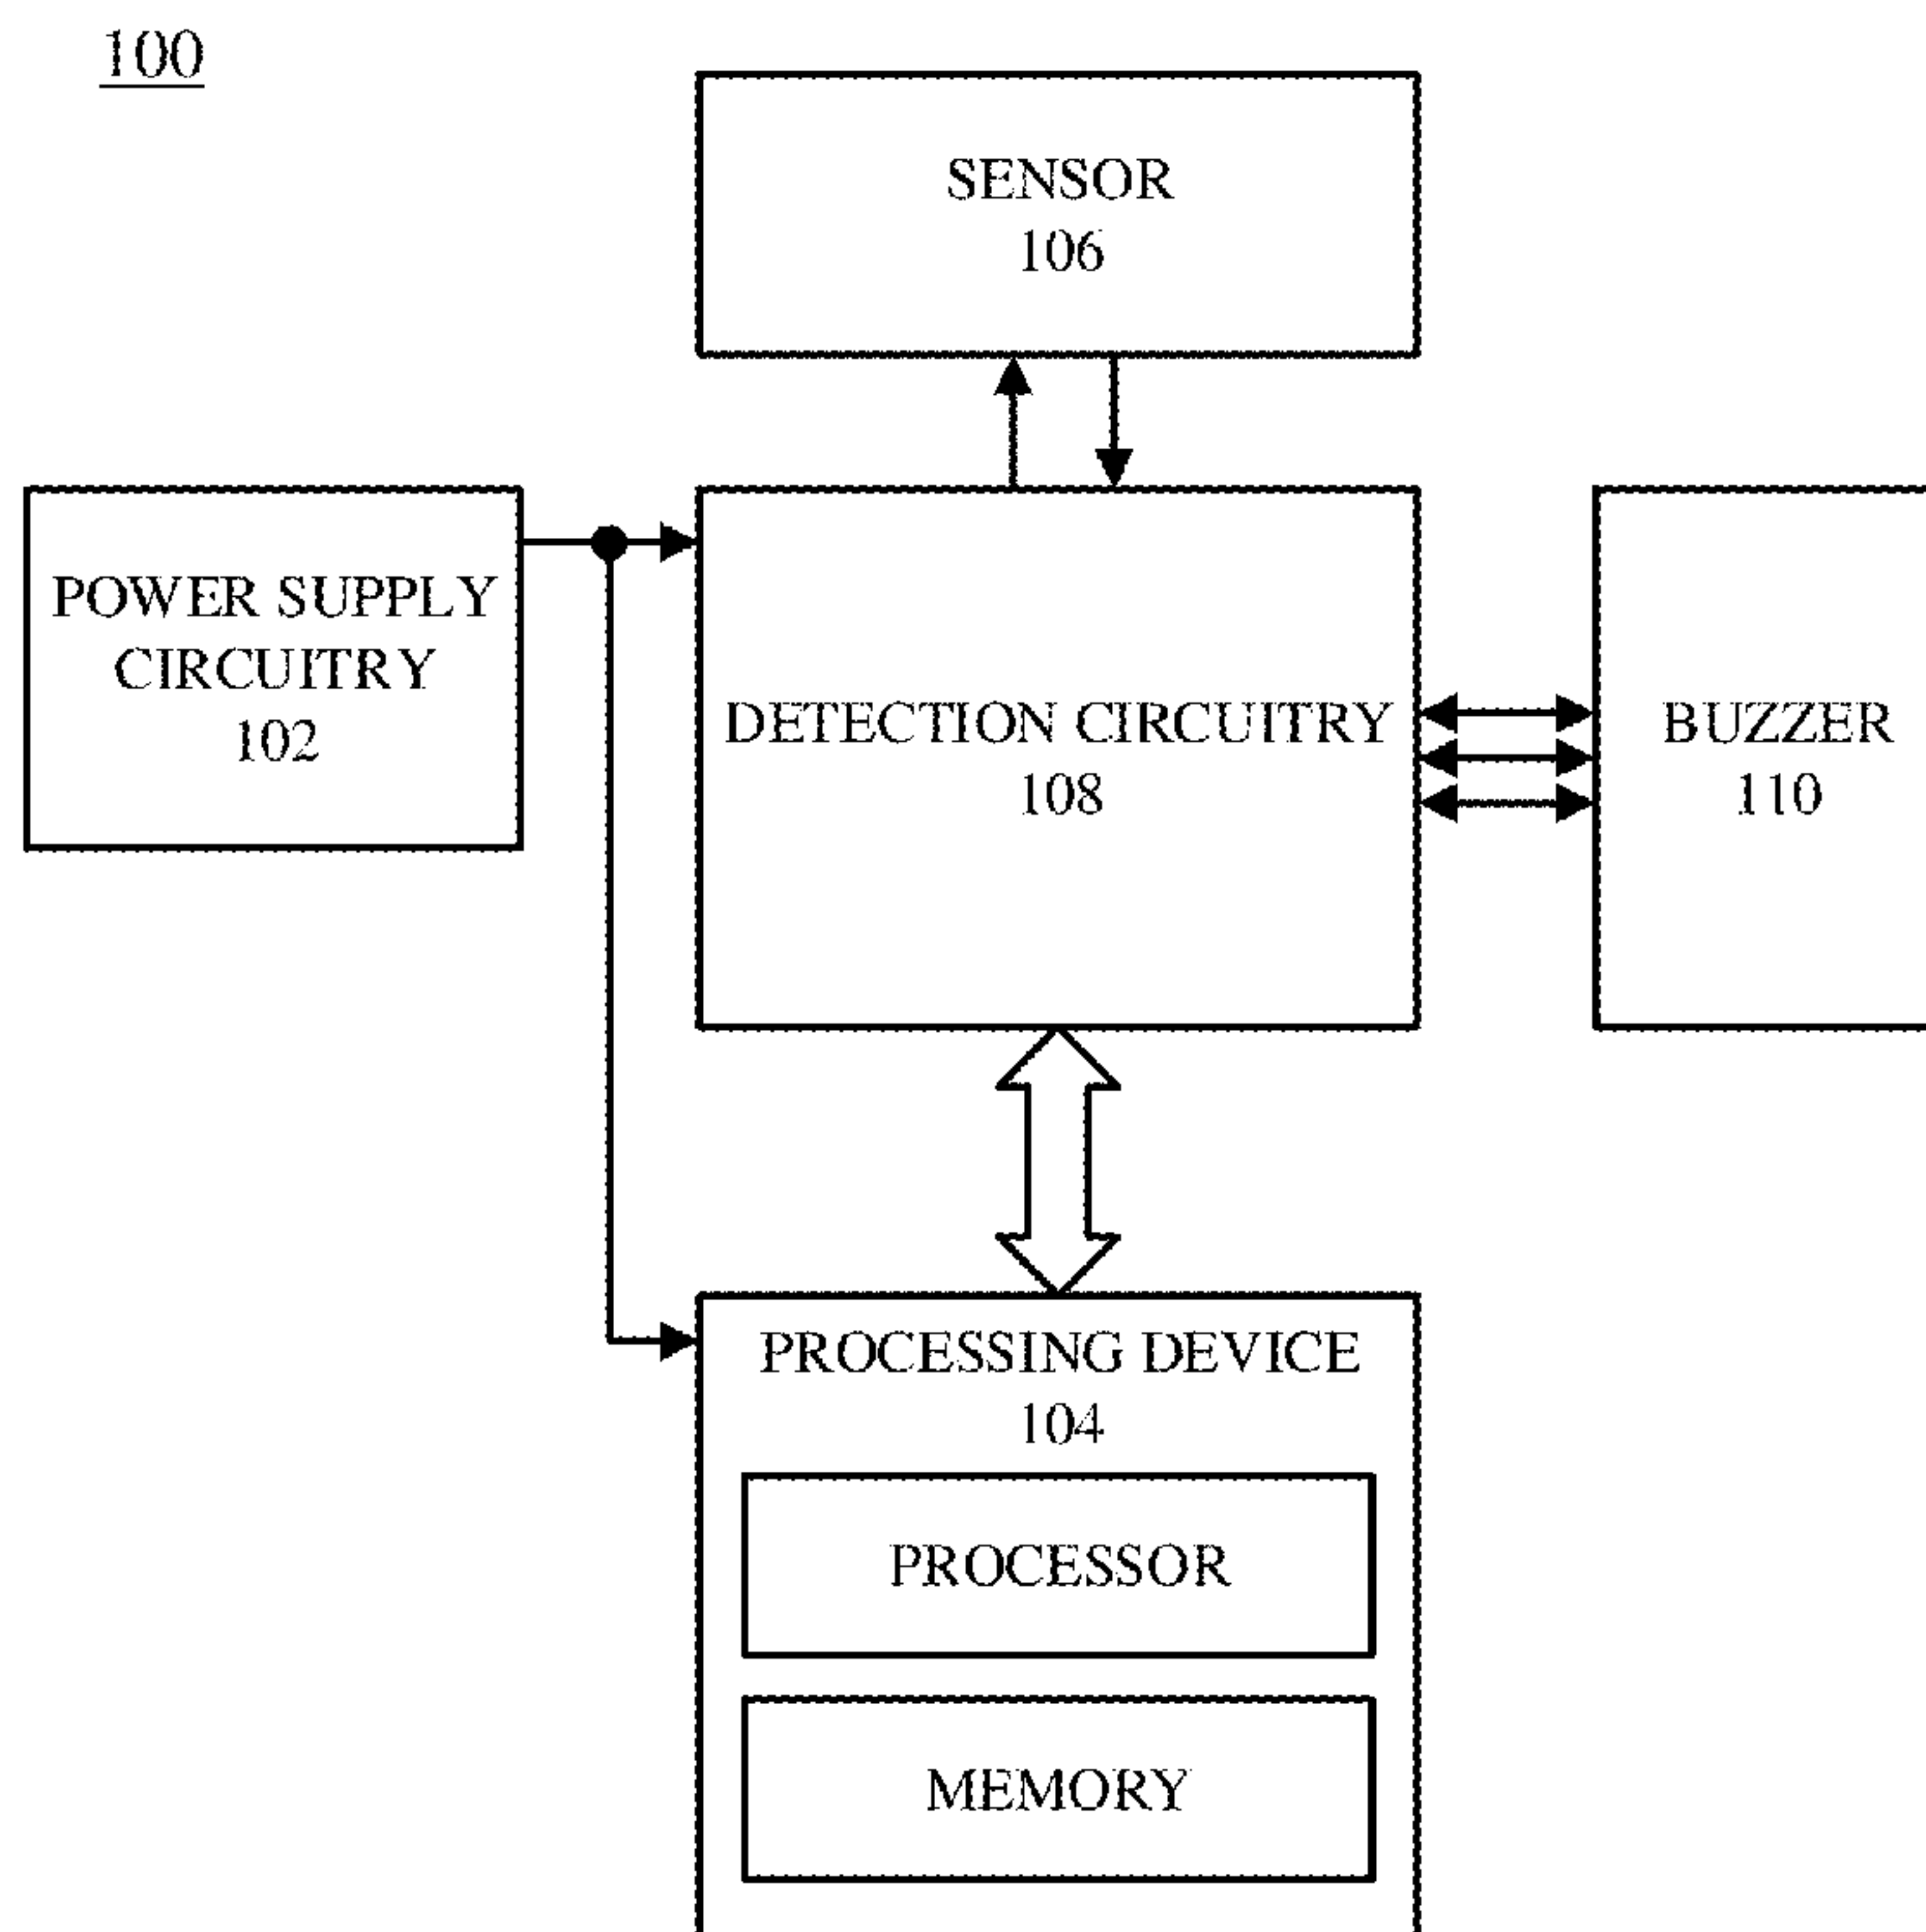 100
SENSOR
106
POWER SUPPLY
CIRCUITRY
102
DETECTION CIRCUITRY
108
BUZZER
110
PROCESSING DEVICE
104
PROCESSOR
MEMORY